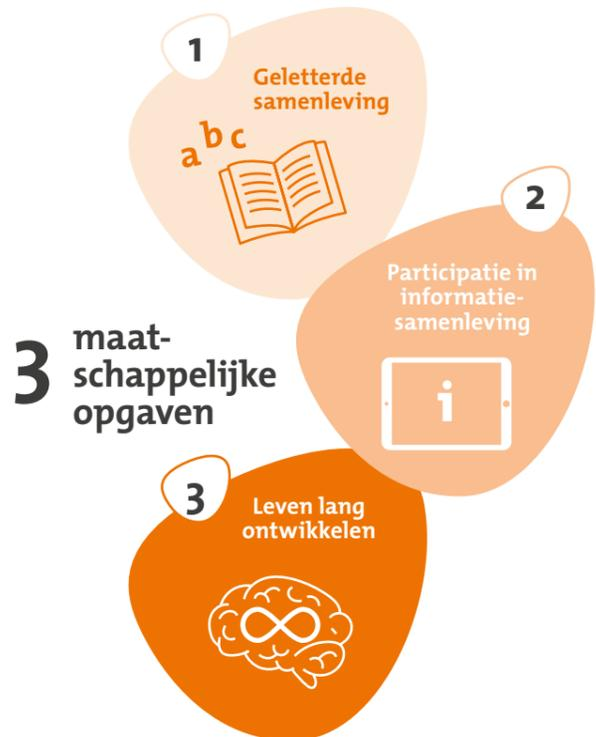 1
Geletterde
samenleving
a b c
2
Participatie in
informatie-
samenleving
i
3 maat-
schappelijke
opgaven
3
Leven lang
ontwikkelen